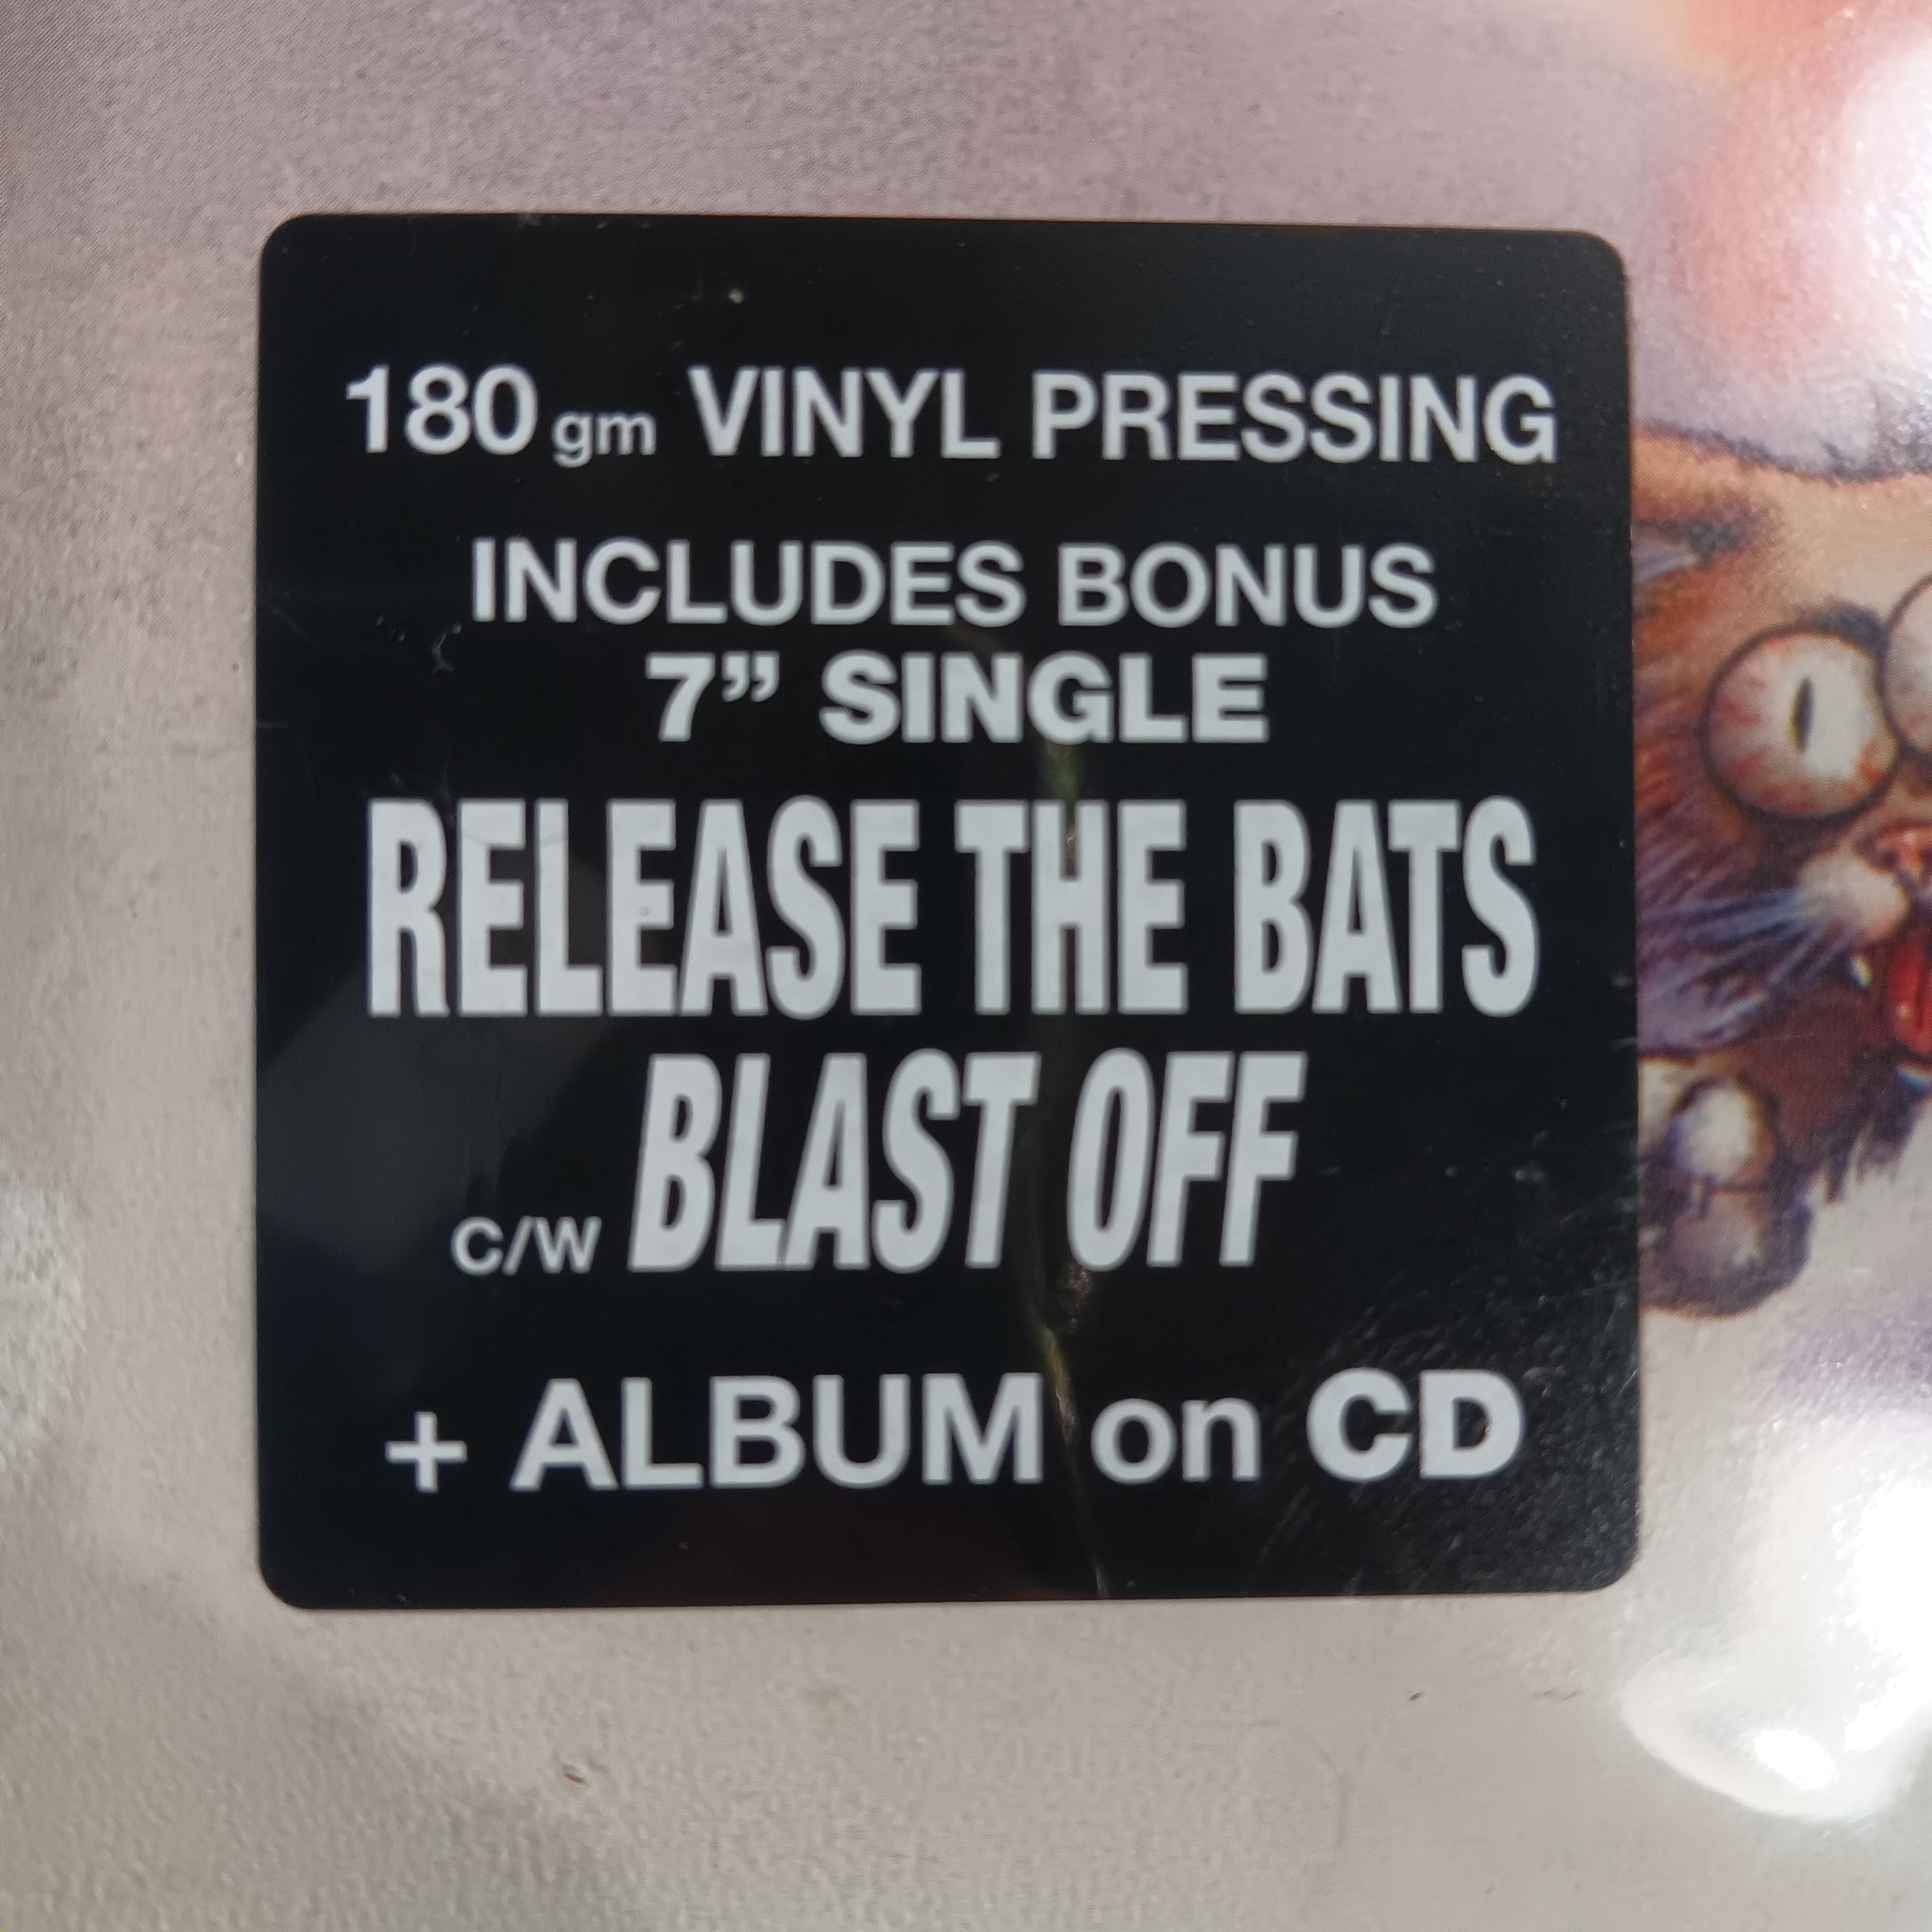 180 gm VINYL PRESSING
INCLUDES BONUS
7” SINGLE
RELEASE THE BATS
C/W BLAST OFF
+ ALBUM on CD